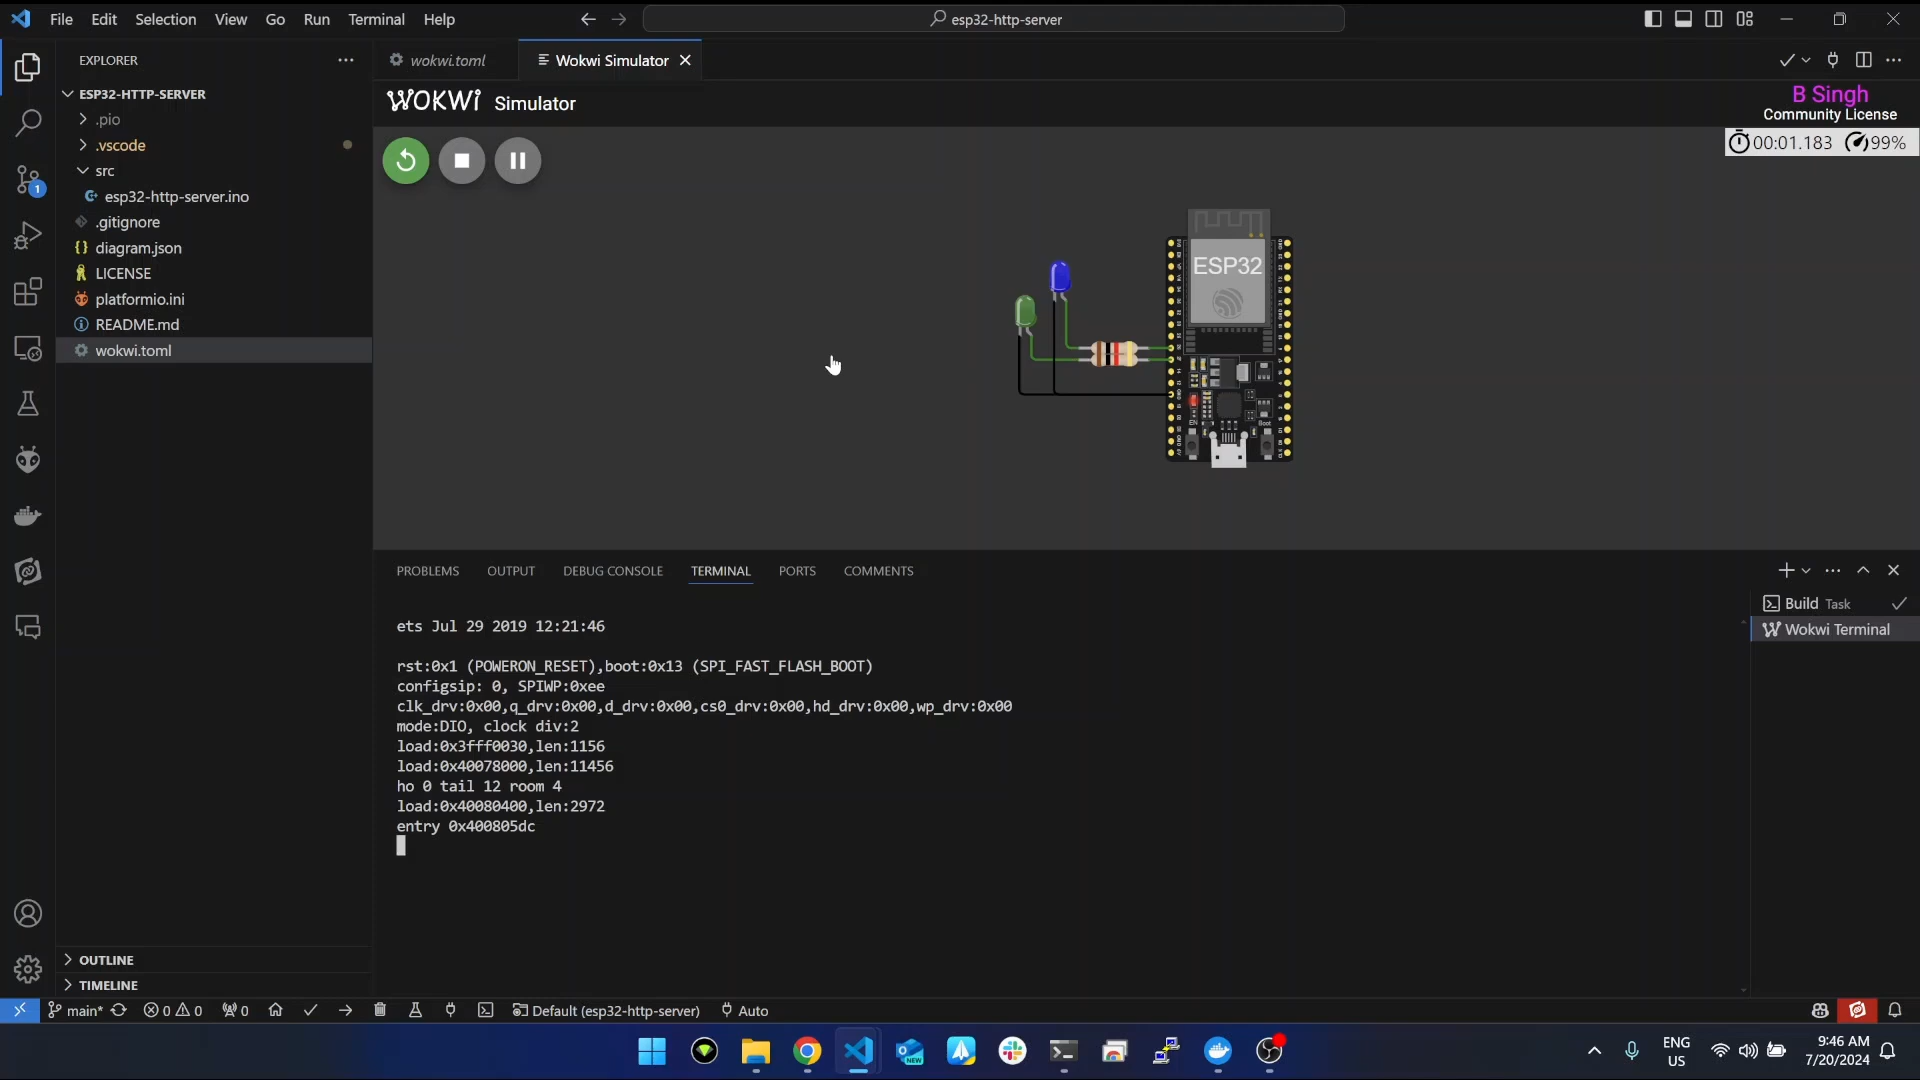 File Edit Selection View Go Run Terminal Help
esp32-http-server
EXPLORER
wokwi.toml
Wokwi Simulator
ESP32-HTTP-SERVER
.pio
.vscode
src
esp32-http-server.ino
.gitignore
diagram.json
LICENSE
platformio.ini
README.md
wokwi.toml
WOKWi Simulator
B Singh
Community License
00:01.183 99%
ESP32
EN
Boot
1
PROBLEMS OUTPUT DEBUG CONSOLE TERMINAL PORTS COMMENTS
Build Task
Wokwi Terminal
ets Jul 29 2019 12:21:46
rst:0x1 (POWERON_RESET),boot:0x13 (SPI_FAST_FLASH_BOOT)
configsip: 0, SPIWP:0xee
clk_drv:0x00,q_drv:0x00,d_drv:0x00,cs0_drv:0x00,hd_drv:0x00,wp_drv:0x00
mode:DIO, clock div:2
load:0x3fff0030,len:1156
load:0x40078000,len:11456
ho 0 tail 12 room 4
load:0x40080400,len:2972
entry 0x400805dc
OUTLINE
TIMELINE
main* 0 0 0 Default (esp32-http-server) Auto
NEW
ENG
US
9:46 AM
7/20/2024